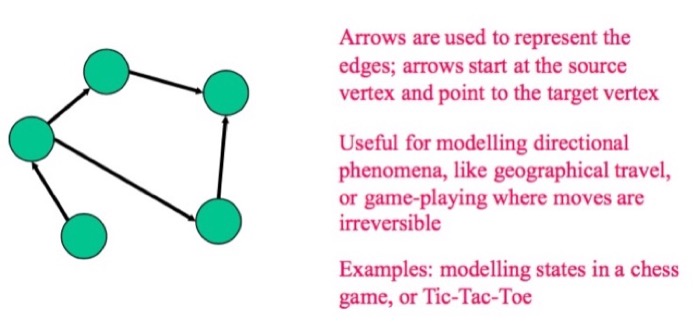 Arrows are used to represent the
edges; arrows start at the source
vertex and point to the target vertex
Useful for modelling directional
phenomena, like geographical travel,
or game-playing where moves are
irreversible
Examples: modelling states in a chess
game, or Tic-Tac-Toe